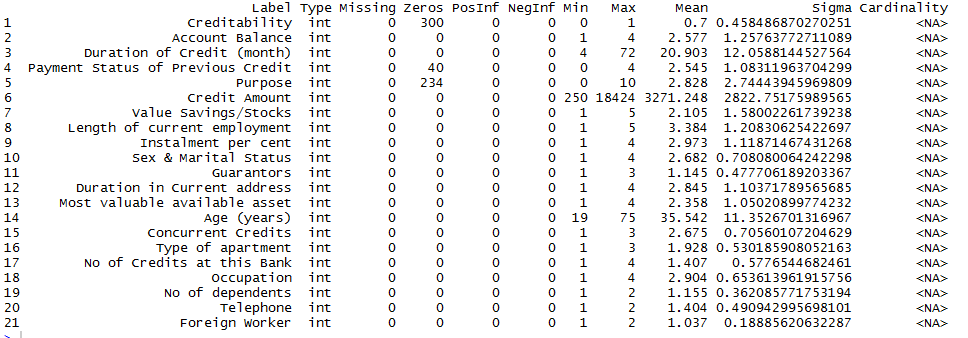 Label Type Missing Zeros PosInf NegInf Min Max Mean Sigma Cardinality
1 Creditability int 0 300 0 0 0 1 0.7 0.458486870270251 <NA>
2 Account Balance int 0 0 0 0 1 4 2.577 1.25763772711089 <NA>
3 Duration of Credit (month) int 0 0 0 0 4 72 20.903 12.0588144527564 <NA>
4 Payment Status of Previous Credit int 0 40 0 0 0 4 2.545 1.08311963704299 <NA>
5 Purpose int 0 234 0 0 0 10 2.828 2.74443945969809 <NA>
6 Credit Amount int 0 0 0 0 250 18424 3271.248 2822.75175989565 <NA>
7 Value Savings/Stocks int 0 0 0 0 1 5 2.105 1.58002261739238 <NA>
8 Length of current employment int 0 0 0 0 1 5 3.384 1.20830625422697 <NA>
9 Instalment per cent int 0 0 0 0 1 4 2.973 1.11871467431268 <NA>
10 Sex & Marital Status int 0 0 0 0 1 4 2.682 0.708080064242298 <NA>
11 Guarantors int 0 0 0 0 1 3 1.145 0.477706189203367 <NA>
12 Duration in Current address int 0 0 0 0 1 4 2.845 1.10371789565685 <NA>
13 Most valuable available asset int 0 0 0 0 1 4 2.358 1.05020899774232 <NA>
14 Age (years) int 0 0 0 0 19 75 35.542 11.3526701316967 <NA>
15 Concurrent Credits int 0 0 0 0 1 3 2.675 0.70560107204629 <NA>
16 Type of apartment int 0 0 0 0 1 3 1.928 0.530185908052163 <NA>
17 No of Credits at this Bank int 0 0 0 0 1 4 1.407 0.5776544682461 <NA>
18 Occupation int 0 0 0 0 1 4 2.904 0.653613961915756 <NA>
19 No of dependents int 0 0 0 0 1 2 1.155 0.362085771753194 <NA>
20 Telephone int 0 0 0 0 1 2 1.404 0.490942995698101 <NA>
21 Foreign Worker int 0 0 0 0 1 2 1.037 0.18885620632287 <NA>
>